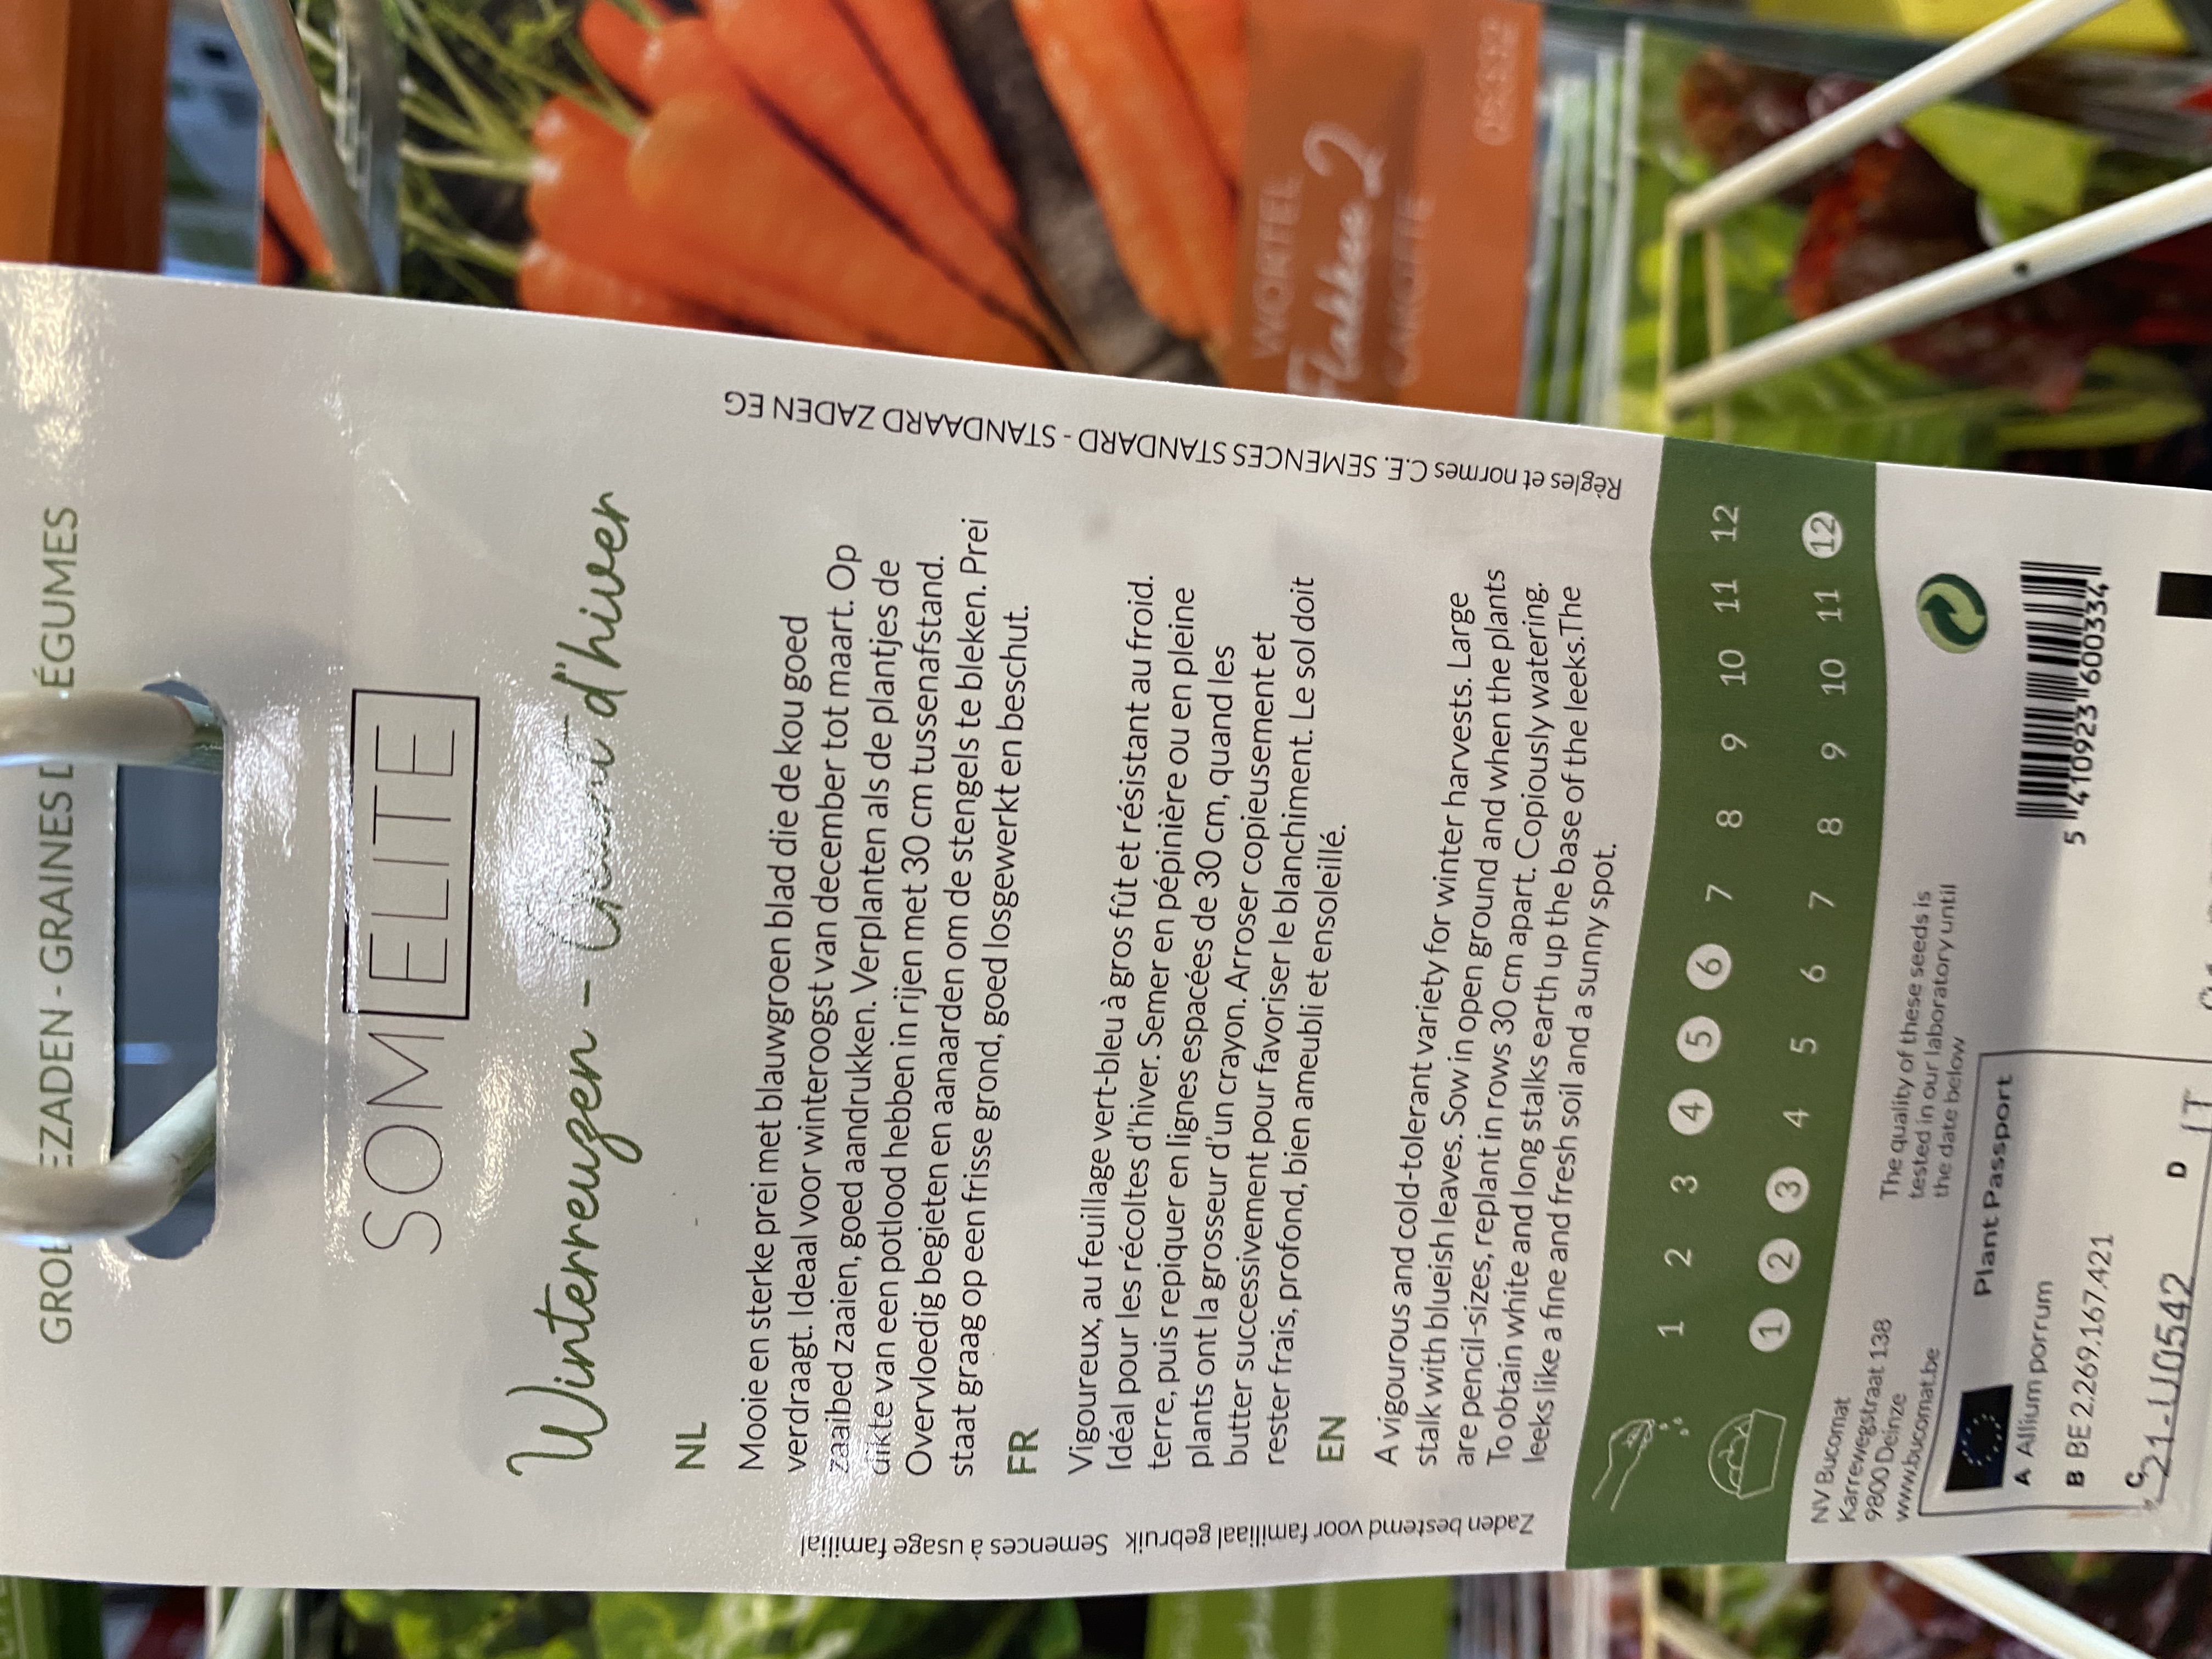 GROE EZADEN - GRAINES D ÉGUMES
SOMELITE
Winterreuzen - Géant d'hiver
NL
Mooie en sterke prei met blauwgroen blad die de kou goed
verdraagt. Ideaal voor winteroogst van december tot maart. Op
zaaibed zaaien, goed aandrukken. Verplanten als de plantjes de
dikte van een potlood hebben in rijen met 30 cm tussenafstand.
Overvloedig begieten en aanaarden om de stengels te bleken. Prei
staat graag op een frisse grond, goed losgewerkt en beschut.
FR
Vigoureux, au feuillage vert-bleu à gros fût et résistant au froid.
Idéal pour les récoltes d'hiver. Semer en pépinière ou en pleine
terre, puis repiquer en lignes espacées de 30 cm, quand les
plants ont la grosseur d'un crayon. Arroser copieusement et
butter successivement pour favoriser le blanchiment. Le sol doit
rester frais, profond, bien ameubli et ensoleillé.
EN
A vigourous and cold-tolerant variety for winter harvests. Large
stalk with blueish leaves. Sow in open ground and when the plants
are pencil-sizes, replant in rows 30 cm apart. Copiously watering.
To obtain white and long stalks earth up the base of the leeks.The
leeks like a fine and fresh soil and a sunny spot.
Zaden bestemd voor familiaal gebruik Semences à usage familial
Règles et normes C.E. SEMENCES STANDARD - STANDAARD ZADEN EG
1 2 3 4 5 6 7 8 9 10 11 12
1 2 3 4 5 6 7 8 9 10 11 12
NV Bucomat
Karrewegstraat 138
9800 Deinze
www.bucomat.be
The quality of these seeds is
tested in our laboratory until
the date below
Plant Passport
A Allium porrum
B BE 2.269.167.421
C 21-U0542
D IT
5 410923 600334
WORTEL
Flakkee 2
CAROTTE